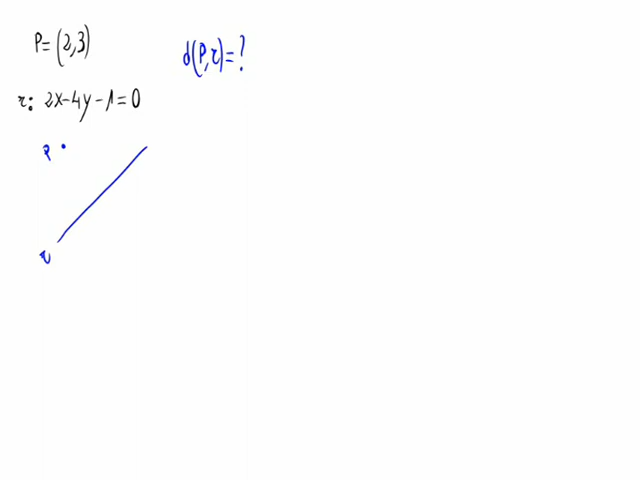 P=(2,3)
d(P,r)=?
r: 2x-4y-1=0
P
r